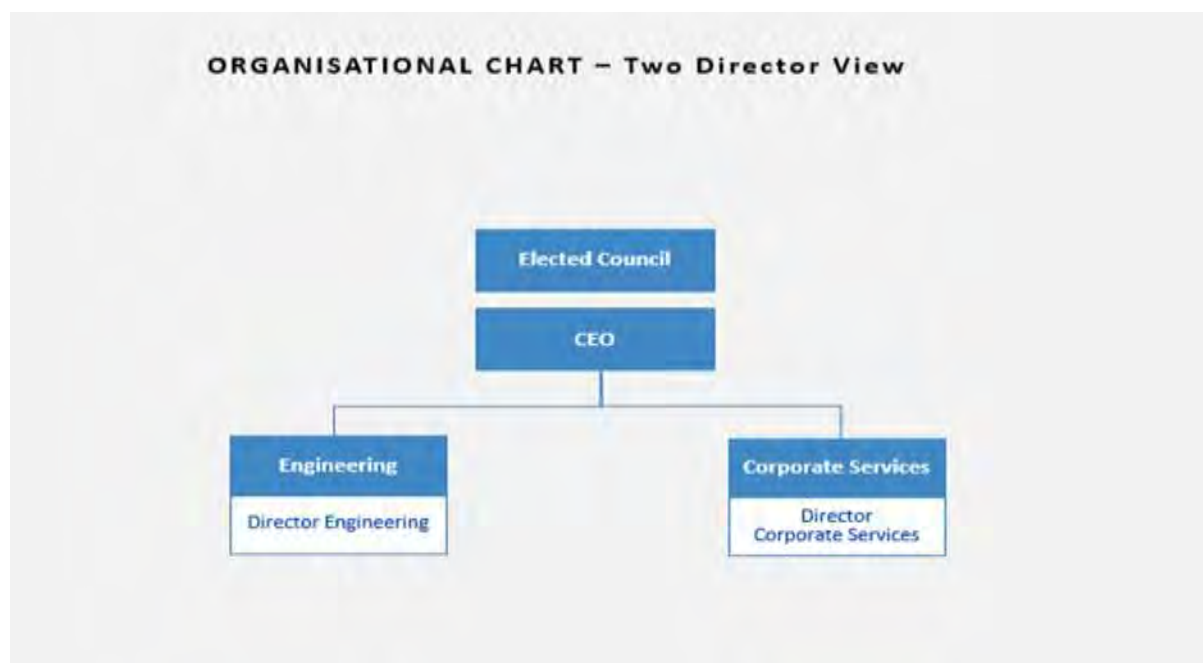 ORGANISATIONAL CHART – Two Director View
Elected Council
CEO
Engineering
Director Engineering
Corporate Services
Director
Corporate Services